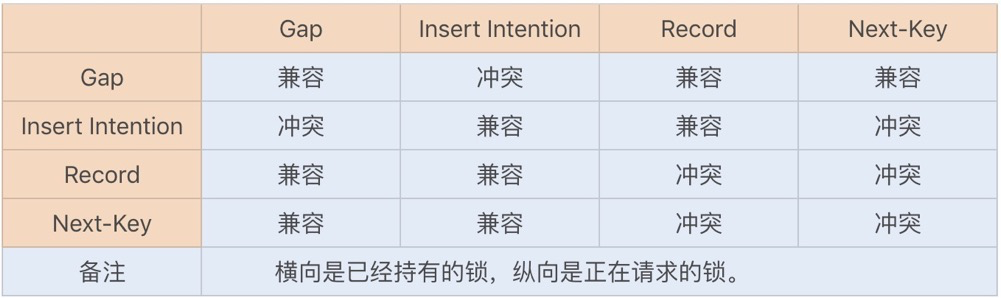 Gap Insert Intention Record Next-Key
Gap 兼容 冲突 兼容 兼容
Insert Intention 冲突 兼容 兼容 冲突
Record 兼容 兼容 冲突 冲突
Next-Key 兼容 兼容 冲突 冲突
备注 横向是已经持有的锁，纵向是正在请求的锁。